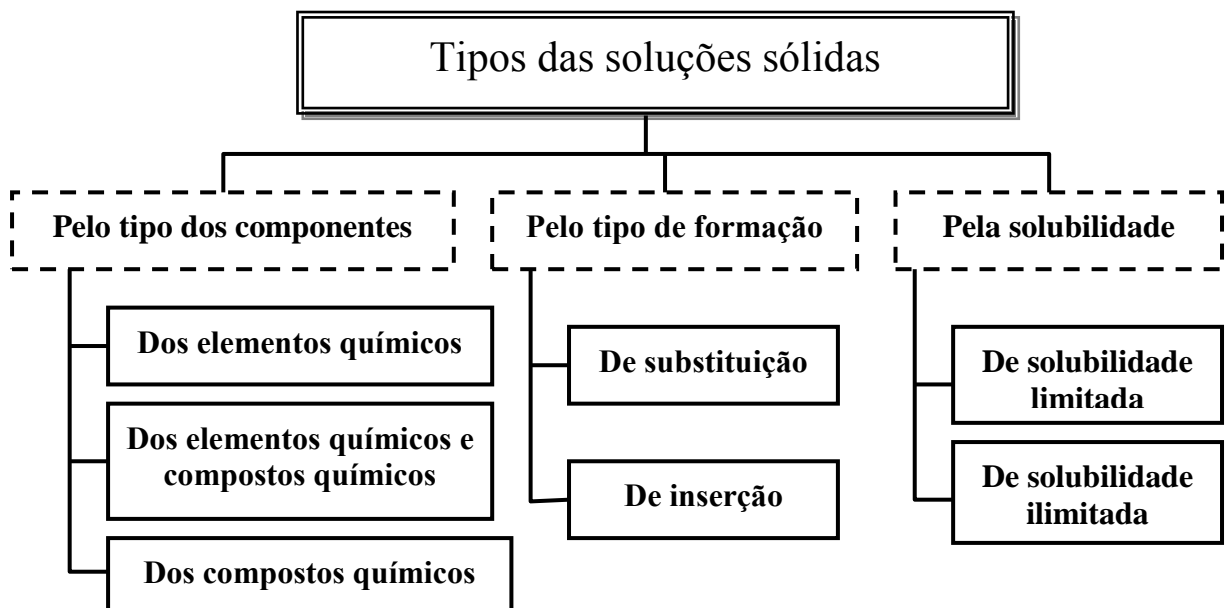 Tipos das soluções sólidas
Pelo tipo dos componentes
Dos elementos químicos
Dos elementos químicos e
compostos químicos
Dos compostos químicos
Pelo tipo de formação
De substituição
De inserção
Pela solubilidade
De solubilidade
limitada
De solubilidade
ilimitada